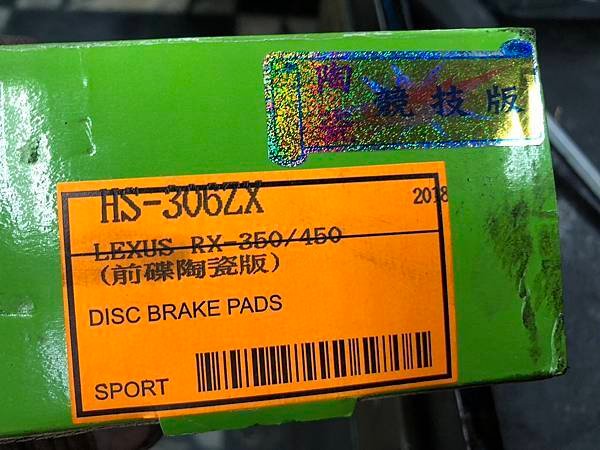 陶瓷
競技版
HS-306ZX
2018
LEXUS RX-350/450
(前碟陶瓷版)
DISC BRAKE PADS
SPORT